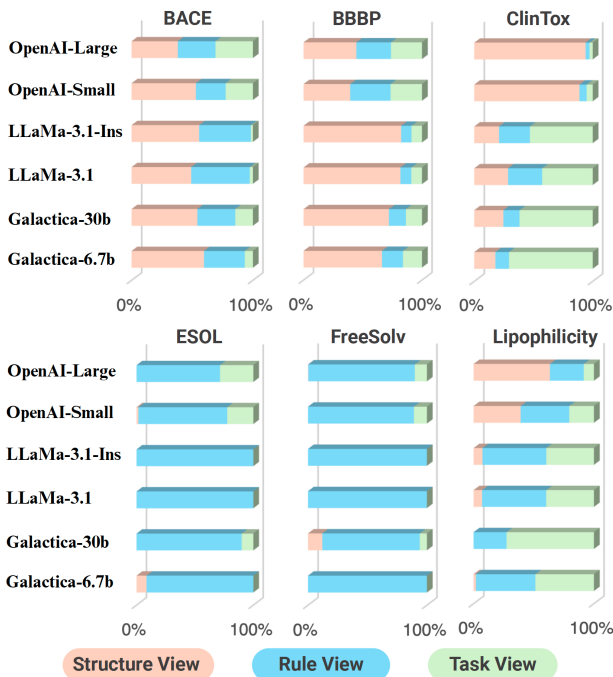 BACE BBBP ClinTox
OpenAI-Large
OpenAI-Small
LLaMa-3.1-Ins
LLaMa-3.1
Galactica-30b
Galactica-6.7b
0% 100% 0% 100% 0% 100%
ESOL FreeSolv Lipophilicity
OpenAI-Large
OpenAI-Small
LLaMa-3.1-Ins
LLaMa-3.1
Galactica-30b
Galactica-6.7b
0% 100% 0% 100% 0% 100%
Structure View Rule View Task View